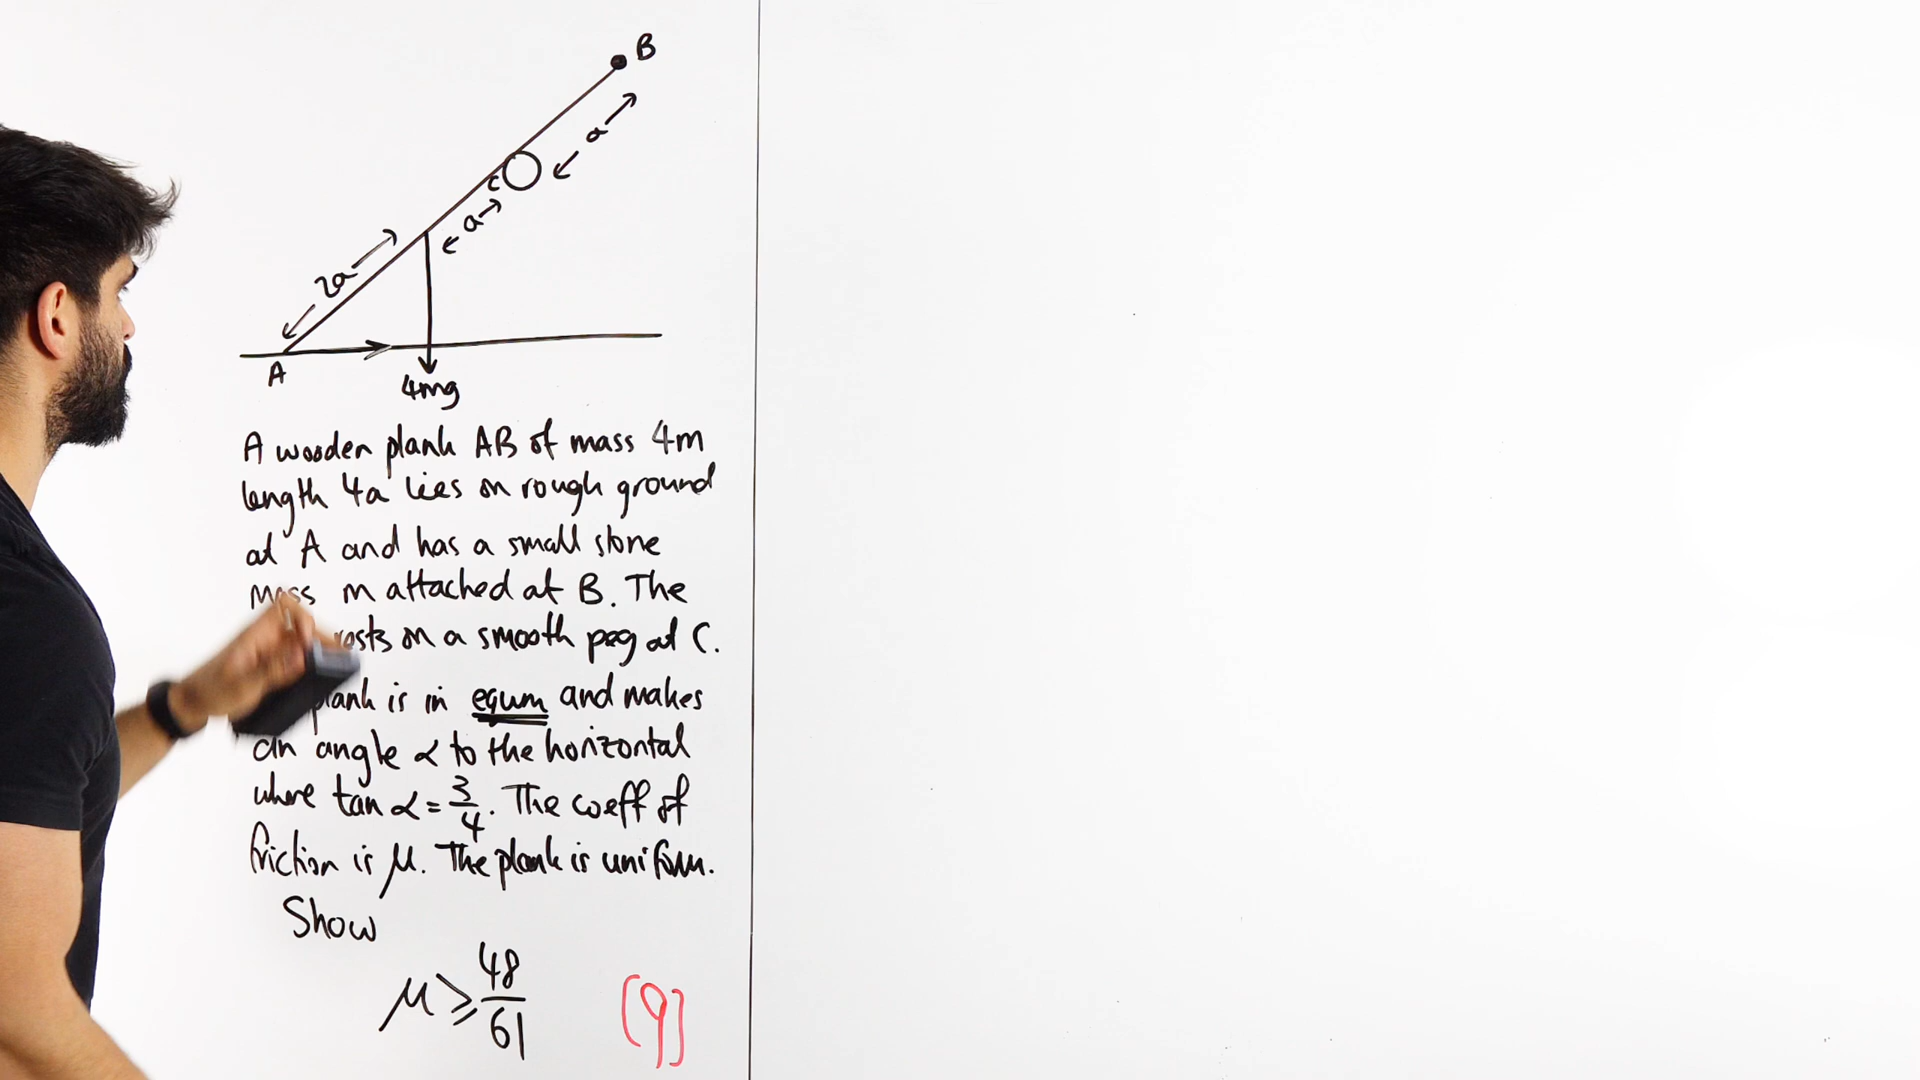 B
a
C
a
2a
A
4mg
A wooden plank AB of mass 4m
length 4a lies on rough ground
at A and has a small stone
mass m attached at B. The
rests on a smooth peg at C.
plank is in equm and makes
an angle α to the horizontal
where tan α = 3/4. The coeff of
friction is μ. The plank is uniform.
Show
μ ≥ 48/61
[9]